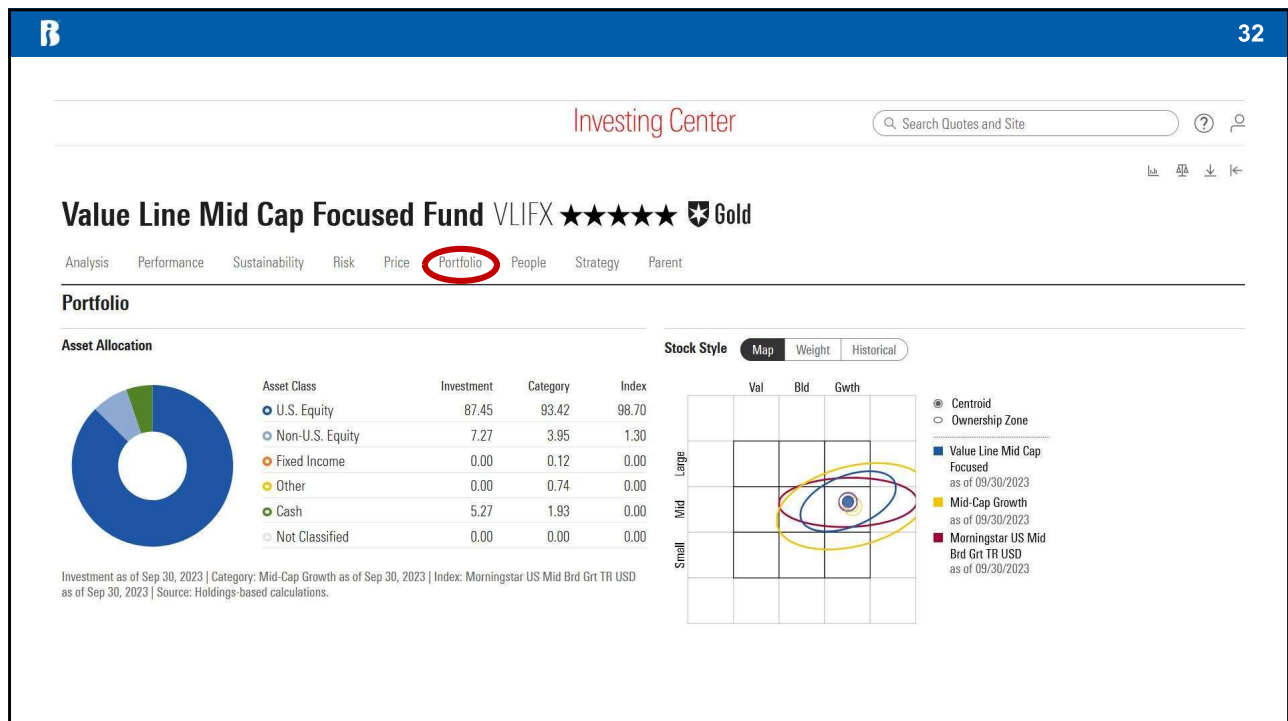 32
Investing Center
Search Quotes and Site
?
Value Line Mid Cap Focused Fund VLIFX ★★★★★ Gold
Analysis Performance Sustainability Risk Price Portfolio People Strategy Parent
Portfolio
Asset Allocation
Asset Class Investment Category Index
U.S. Equity 87.45 93.42 98.70
Non-U.S. Equity 7.27 3.95 1.30
Fixed Income 0.00 0.12 0.00
Other 0.00 0.74 0.00
Cash 5.27 1.93 0.00
Not Classified 0.00 0.00 0.00
Investment as of Sep 30, 2023 | Category: Mid-Cap Growth as of Sep 30, 2023 | Index: Morningstar US Mid Brd Grt TR USD
as of Sep 30, 2023 | Source: Holdings-based calculations.
Stock Style Map Weight Historical
Val Bld Gwth
Large
Mid
Small
Centroid
Ownership Zone
Value Line Mid Cap
Focused
as of 09/30/2023
Mid-Cap Growth
as of 09/30/2023
Morningstar US Mid
Brd Grt TR USD
as of 09/30/2023